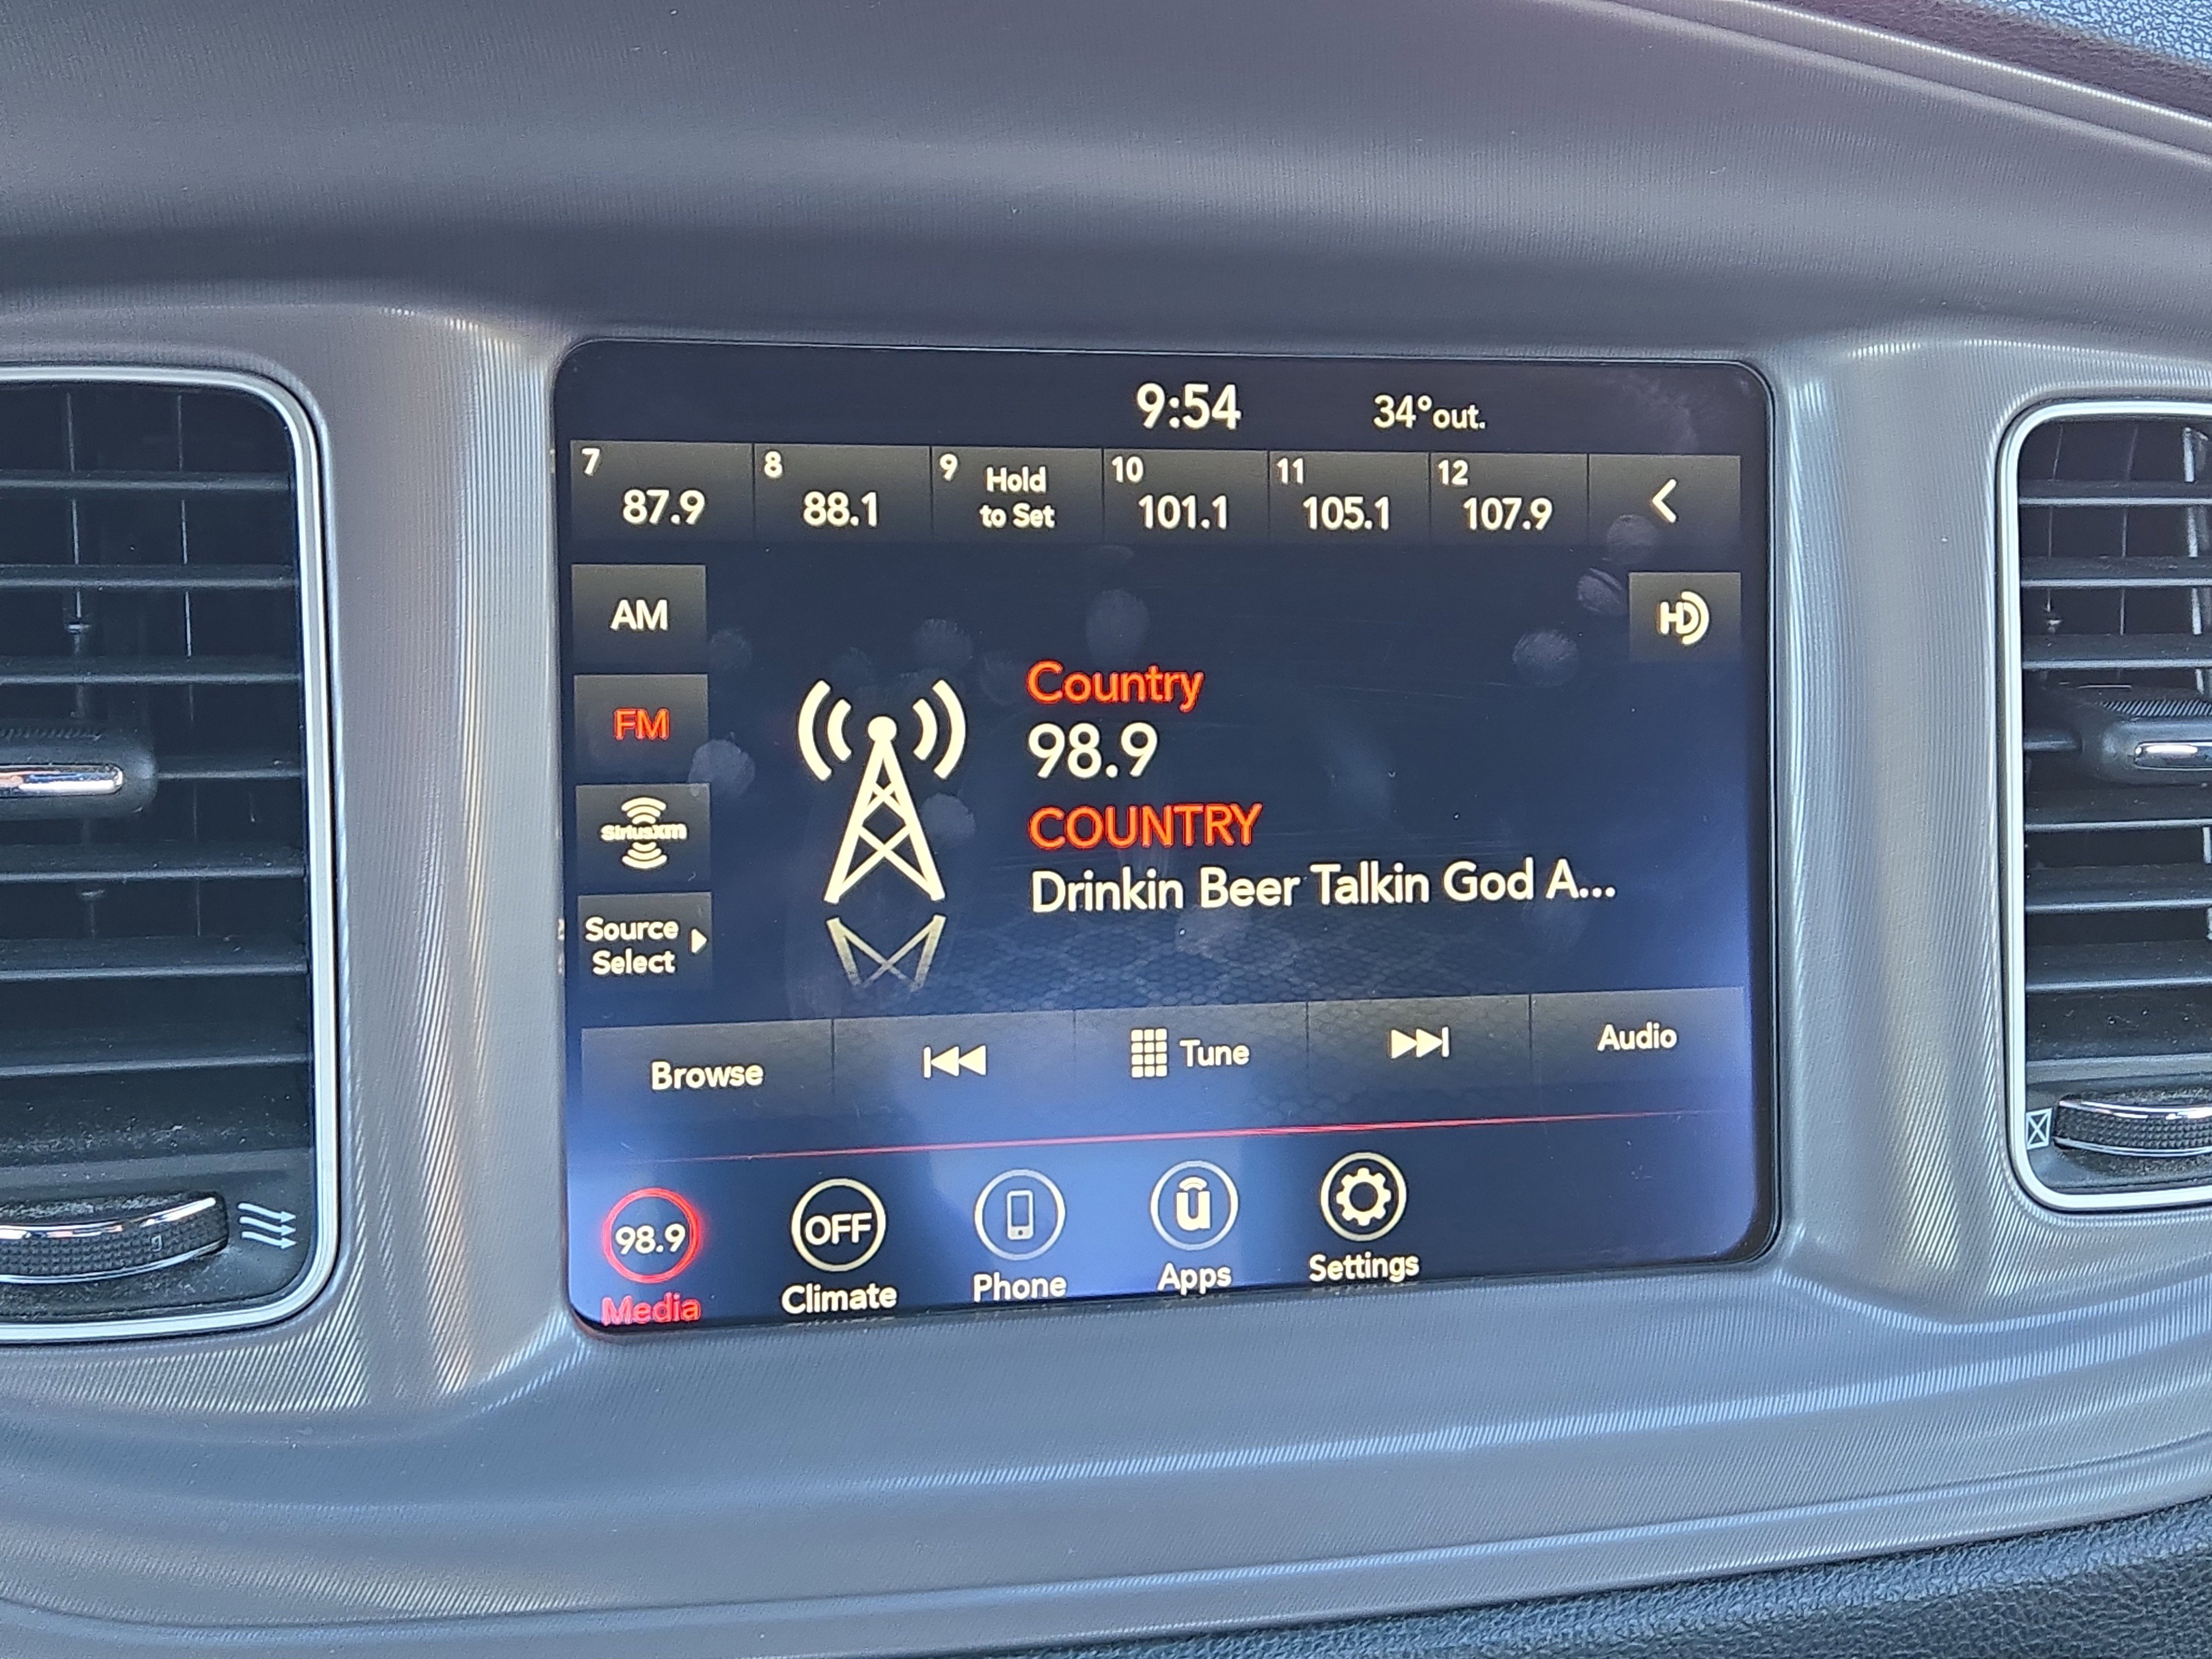 9:54 34°out.
7 87.9
8 88.1
9 Hold
to Set
10 101.1
11 105.1
12 107.9
AM
HD
FM
Country
98.9
COUNTRY
Drinkin Beer Talkin God A...
siriusxm
Source
Select
Browse
Tune
Audio
98.9
Media
OFF
Climate
Phone
u
Apps
Settings